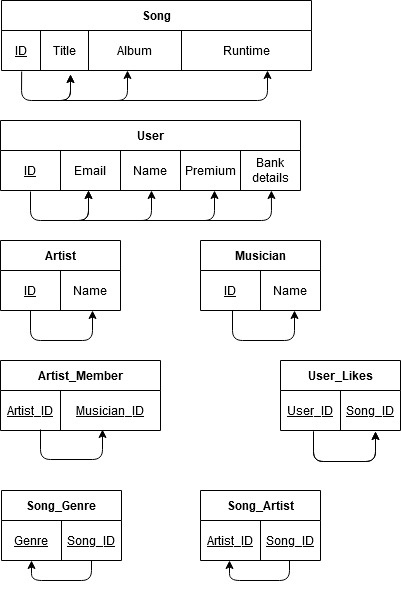 Song
ID Title Album Runtime
User
ID Email Name Premium Bank
details
Artist Musician
ID Name ID Name
Artist_Member User_Likes
Artist_ID Musician_ID User_ID Song_ID
Song_Genre Song_Artist
Genre Song_ID Artist_ID Song_ID